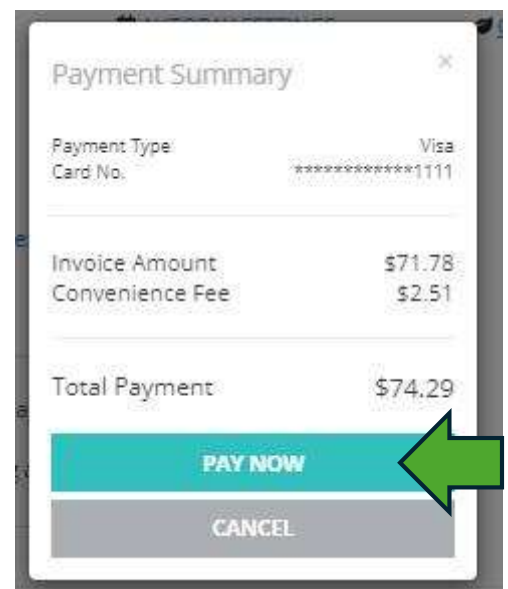 Payment Summary ×
Payment Type Visa
Card No. ************1111
Invoice Amount $71.78
Convenience Fee $2.51
Total Payment $74.29
PAY NOW
CANCEL